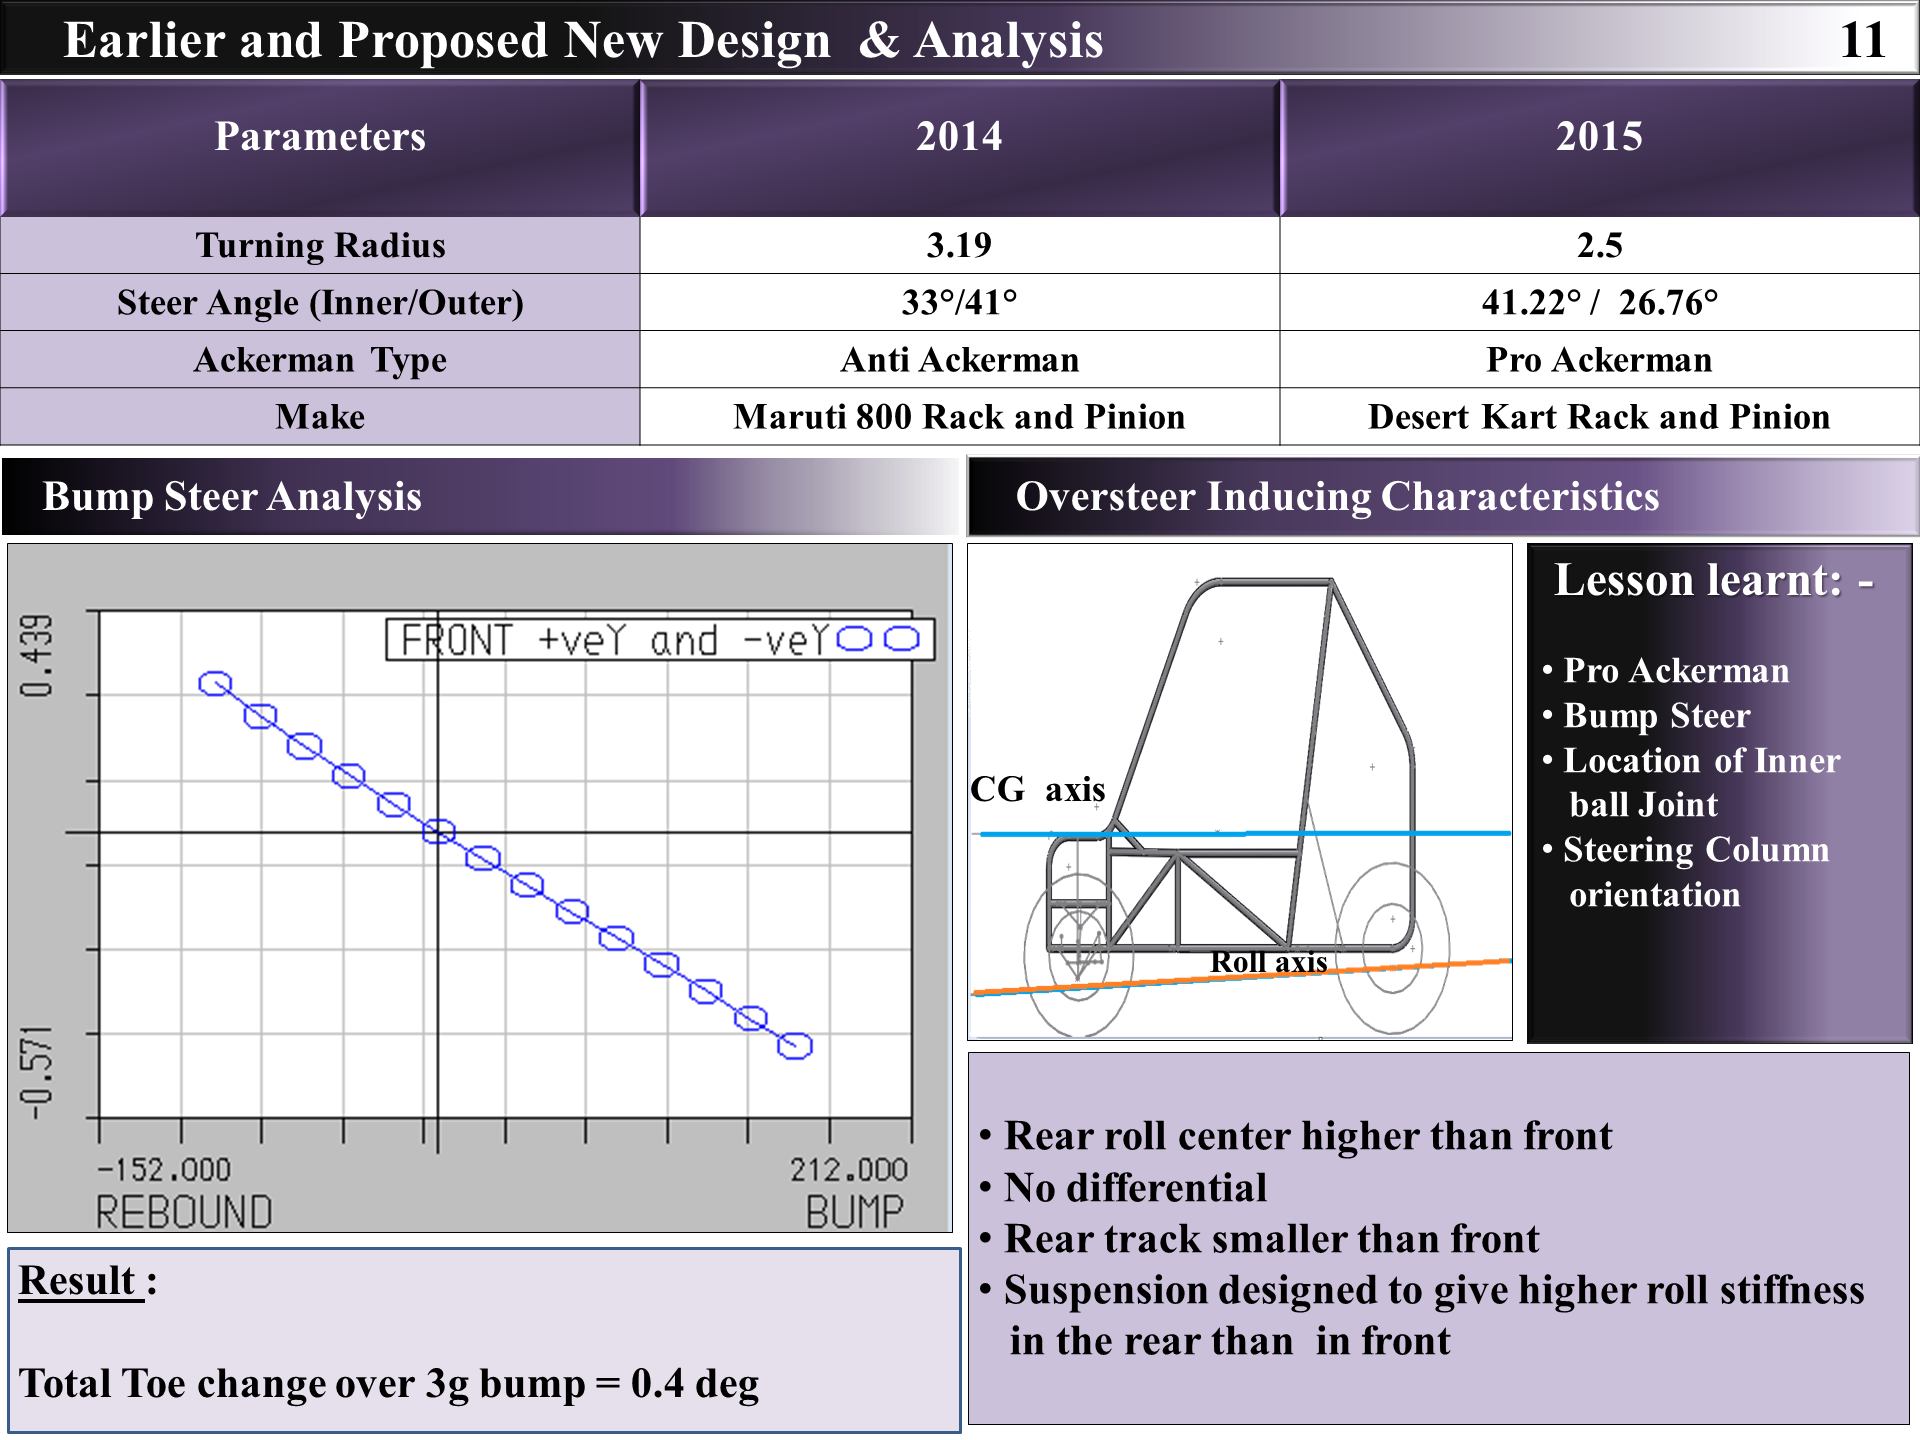 Earlier and Proposed New Design & Analysis 11
Parameters 2014 2015
Turning Radius 3.19 2.5
Steer Angle (Inner/Outer) 33°/41° 41.22° / 26.76°
Ackerman Type Anti Ackerman Pro Ackerman
Make Maruti 800 Rack and Pinion Desert Kart Rack and Pinion
Bump Steer Analysis
0.439
FRONT +veY and -veY
-0.571
-152.000 212.000
REBOUND BUMP
Result :
Total Toe change over 3g bump = 0.4 deg
Oversteer Inducing Characteristics
CG axis
Roll axis
Lesson learnt: -
• Pro Ackerman
• Bump Steer
• Location of Inner
ball Joint
• Steering Column
orientation
• Rear roll center higher than front
• No differential
• Rear track smaller than front
• Suspension designed to give higher roll stiffness
in the rear than in front